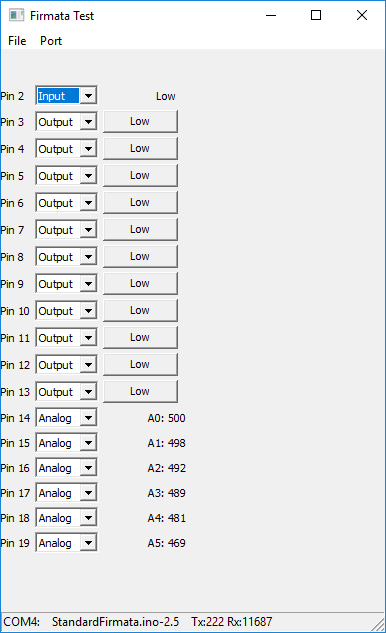 Firmata Test
File Port
Pin 2 Input Low
Pin 3 Output Low
Pin 4 Output Low
Pin 5 Output Low
Pin 6 Output Low
Pin 7 Output Low
Pin 8 Output Low
Pin 9 Output Low
Pin 10 Output Low
Pin 11 Output Low
Pin 12 Output Low
Pin 13 Output Low
Pin 14 Analog A0: 500
Pin 15 Analog A1: 498
Pin 16 Analog A2: 492
Pin 17 Analog A3: 489
Pin 18 Analog A4: 481
Pin 19 Analog A5: 469
COM4: StandardFirmata.ino-2.5 Tx:222 Rx:11687